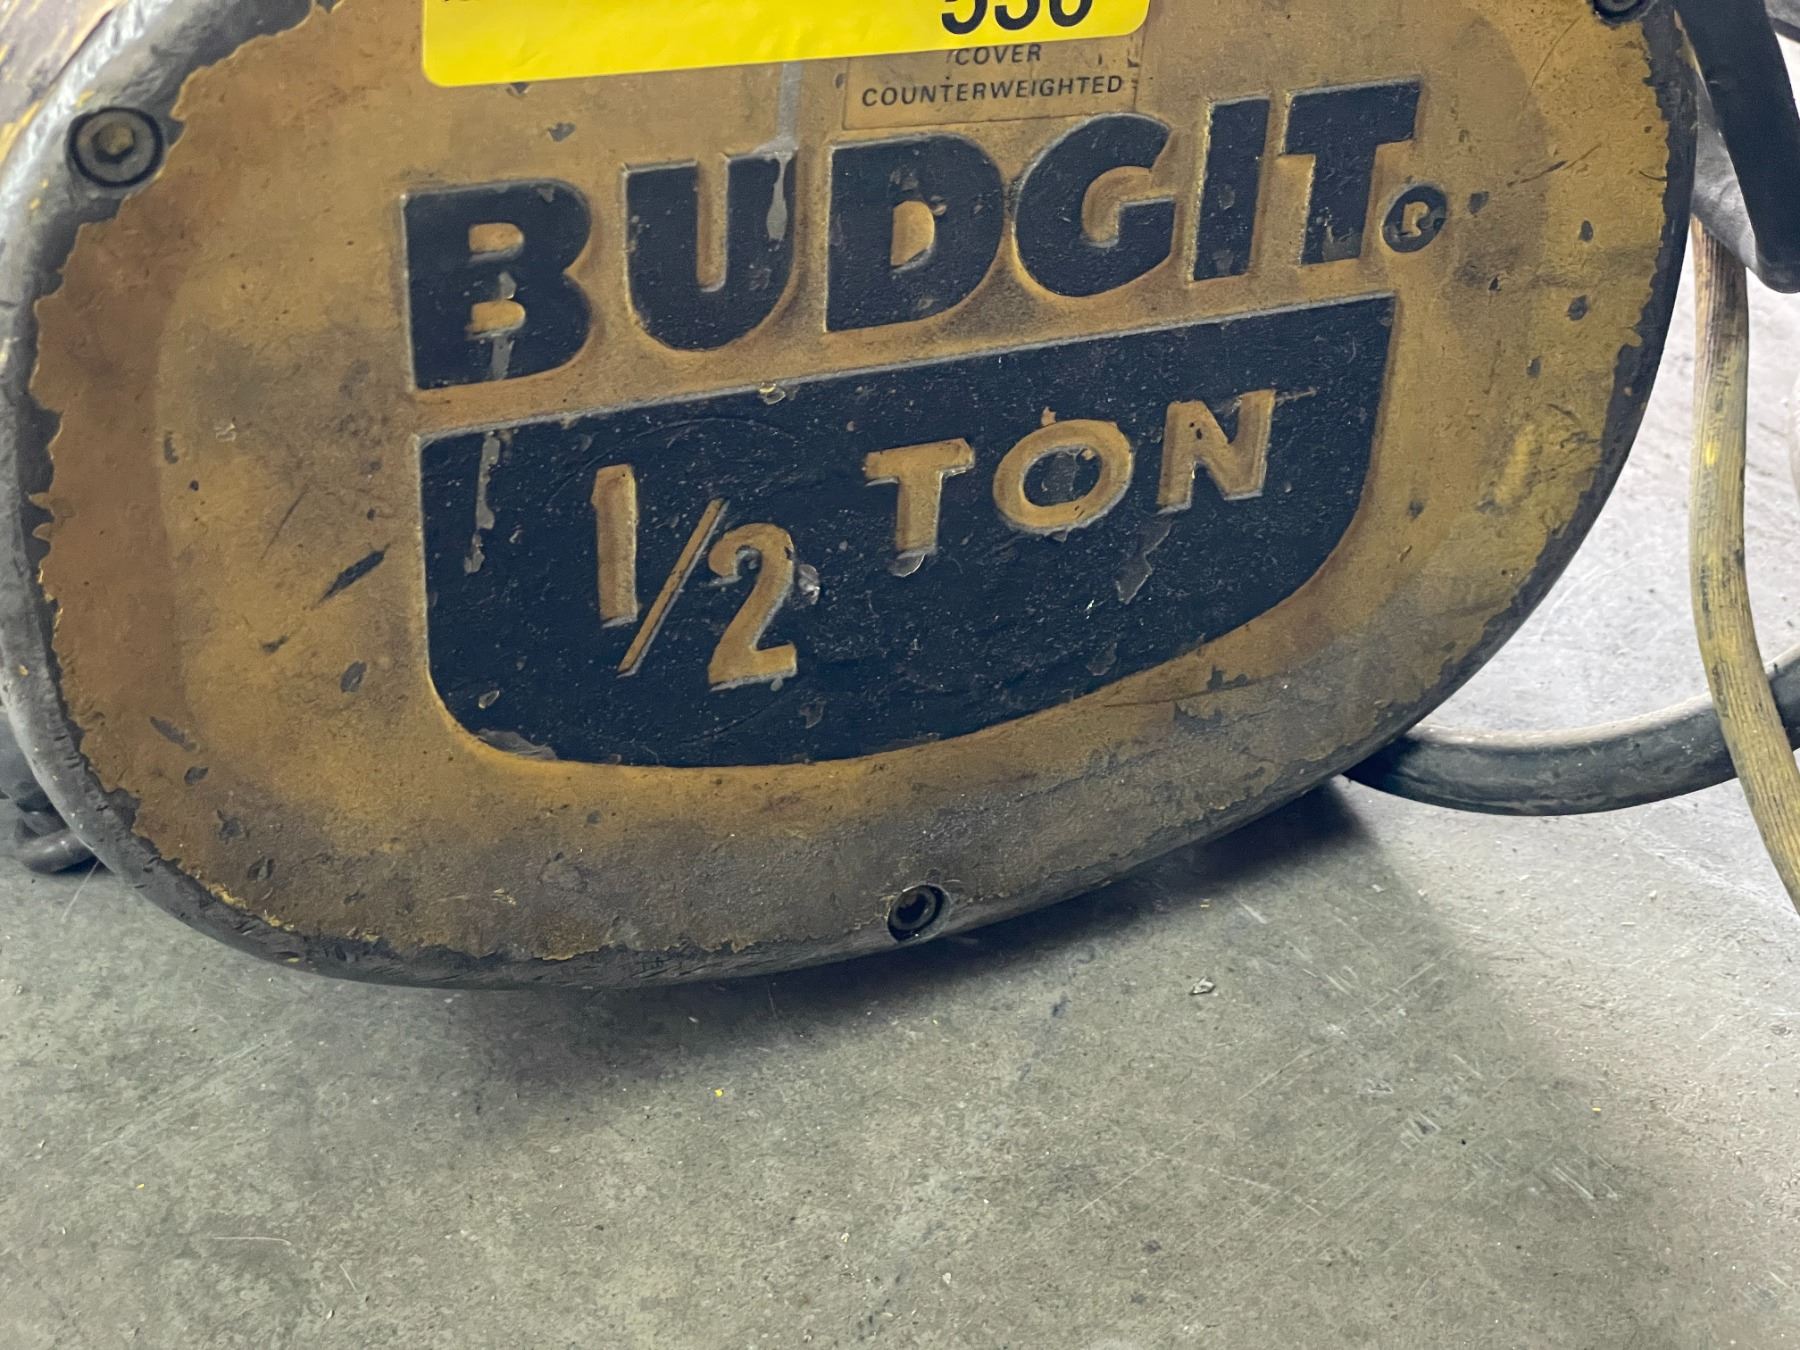 COVER
COUNTERWEIGHTED
BUDGIT®
1/2 TON